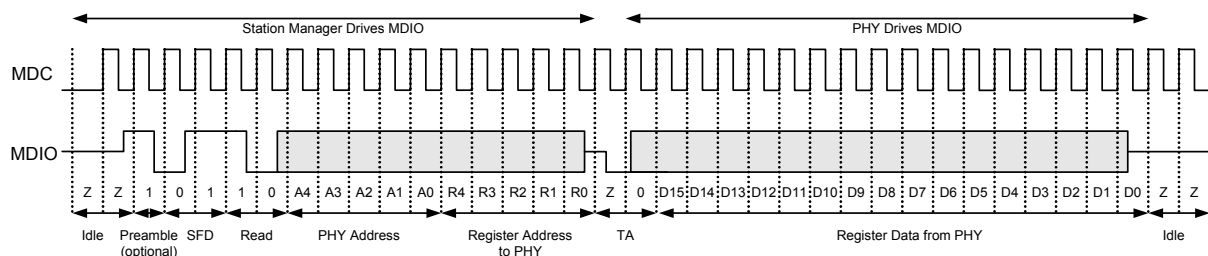 Station Manager Drives MDIO PHY Drives MDIO
MDC
MDIO
Z Z 1 0 1 1 0 A4 A3 A2 A1 A0 R4 R3 R2 R1 R0 Z 0 D15 D14 D13 D12 D11 D10 D9 D8 D7 D6 D5 D4 D3 D2 D1 D0 Z Z
Idle Preamble SFD Read PHY Address Register Address TA Register Data from PHY Idle
(optional) to PHY